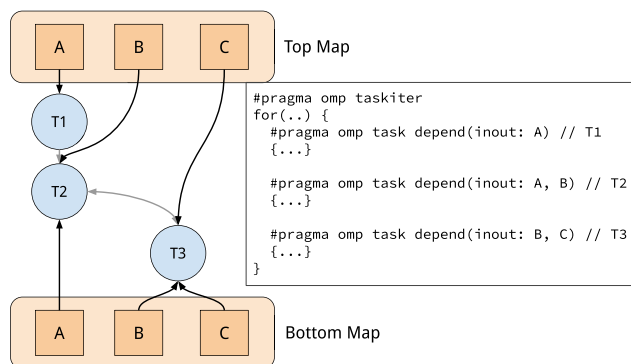 A B C Top Map
T1
T2
T3
#pragma omp taskiter
for(..) {
  #pragma omp task depend(inout: A) // T1
  {...}
  #pragma omp task depend(inout: A, B) // T2
  {...}
  #pragma omp task depend(inout: B, C) // T3
  {...}
}
A B C Bottom Map